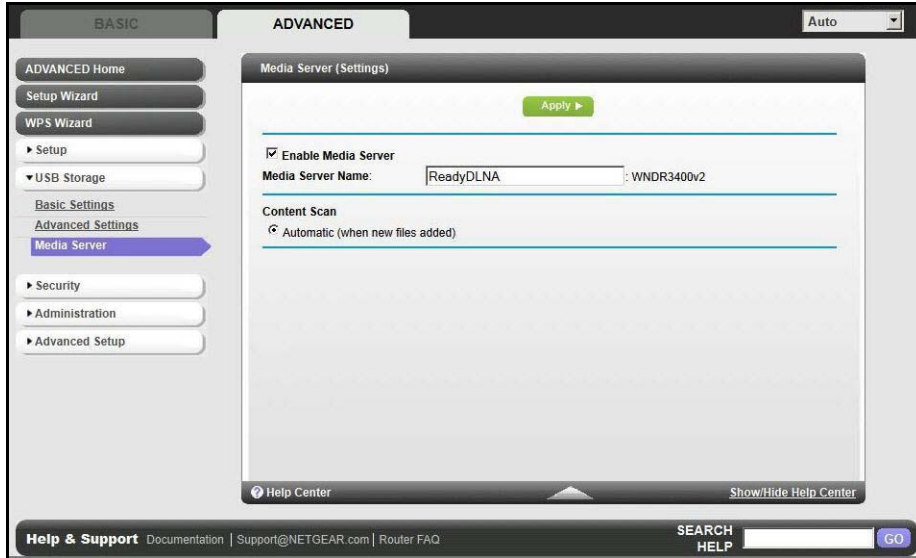 BASIC
ADVANCED
Auto
ADVANCED Home
Setup Wizard
WPS Wizard
Setup
USB Storage
Basic Settings
Advanced Settings
Media Server
Security
Administration
Advanced Setup
Media Server (Settings)
Apply
Enable Media Server
Media Server Name: ReadyDLNA : WNDR3400v2
Content Scan
Automatic (when new files added)
Help Center
Show/Hide Help Center
Help & Support Documentation | Support@NETGEAR.com | Router FAQ
SEARCH
HELP
GO